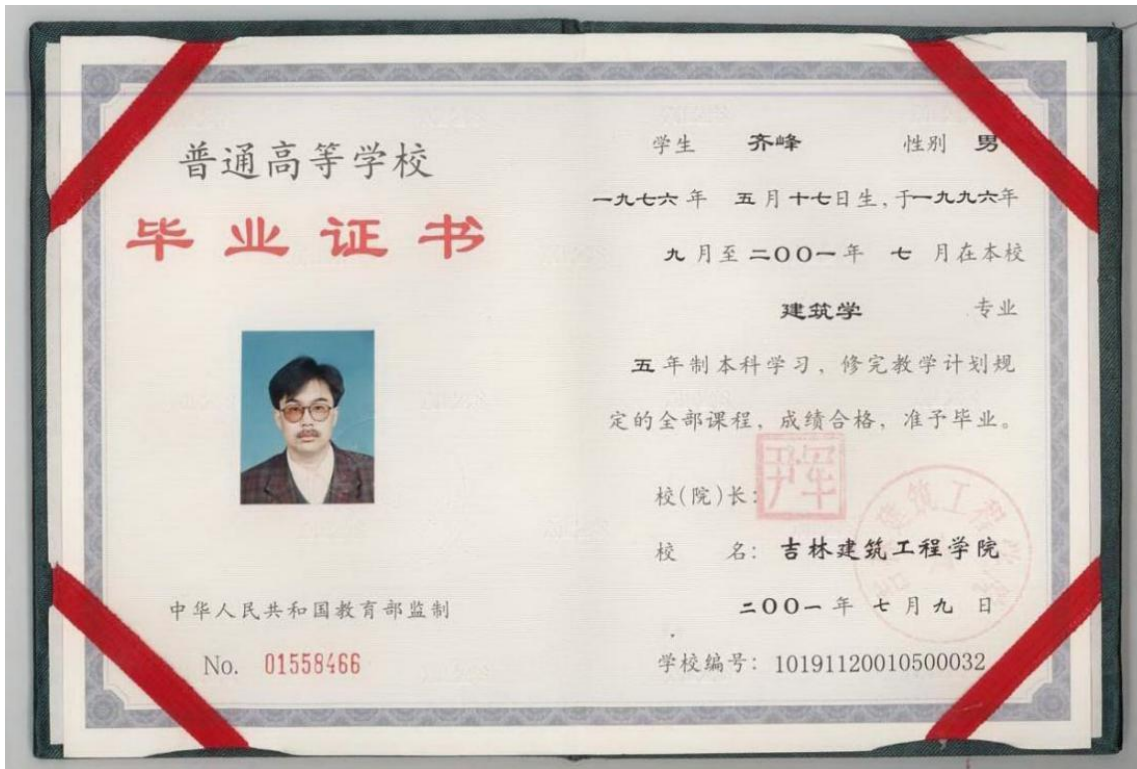 普通高等学校
毕业证书
中华人民共和国教育部监制
No. 01558466
学生 齐峰 性别 男
一九七六年 五月十七日生,于一九九六年
九月至二〇〇一年 七 月在本校
建筑学 专业
五年制本科学习，修完教学计划规
定的全部课程，成绩合格，准予毕业。
校(院)长：尹军
校 名：吉林建筑工程学院
二〇〇一年 七月九 日
学校编号：10191120010500032